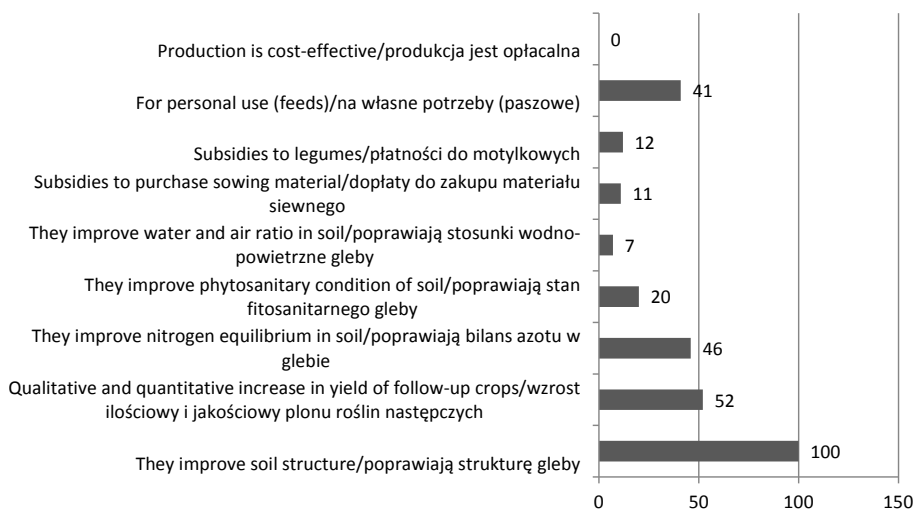 Production is cost-effective/produkcja jest opłacalna
0
For personal use (feeds)/na własne potrzeby (paszowe)
41
Subsidies to legumes/płatności do motylkowych
12
Subsidies to purchase sowing material/dopłaty do zakupu materiału
siewnego
11
They improve water and air ratio in soil/poprawiają stosunki wodno-
powietrzne gleby
7
They improve phytosanitary condition of soil/poprawiają stan
fitosanitarnego gleby
20
They improve nitrogen equilibrium in soil/poprawiają bilans azotu w
glebie
46
Qualitative and quantitative increase in yield of follow-up crops/wzrost
ilościowy i jakościowy plonu roślin następczych
52
They improve soil structure/poprawiają strukturę gleby
100
0 50 100 150